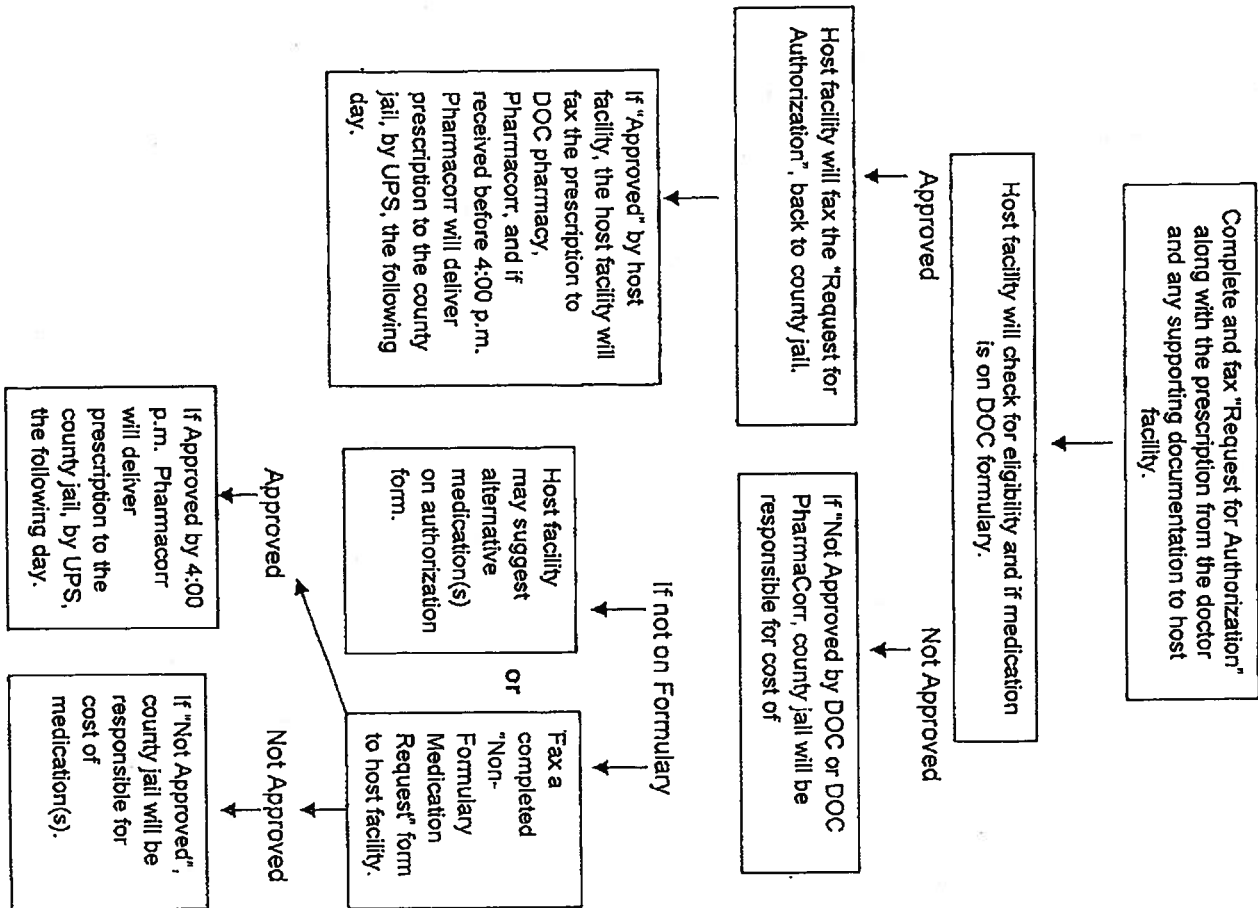 Complete and fax "Request for Authorization"
along with the prescription from the doctor
and any supporting documentation to host
facility.
Host facility will check for eligibility and if medication
is on DOC formulary.
Approved
Not Approved
Host facility will fax the "Request for
Authorization", back to county jail.
If "Not Approved by DOC or DOC
PharmaCorr, county jail will be
responsible for cost of
If "Approved" by host
facility, the host facility will
fax the prescription to
DOC pharmacy,
Pharmacorr, and if
received before 4:00 p.m.
Pharmacorr will deliver
prescription to the county
jail, by UPS, the following
day.
If not on Formulary
Host facility
may suggest
alternative
medication(s)
on authorization
form.
or
Fax a
completed
"Non-
Formulary
Medication
Request" form
to host facility.
Approved
Not Approved
If Approved by 4:00
p.m. Pharmacorr
will deliver
prescription to the
county jail, by UPS,
the following day.
If "Not Approved",
county jail will be
responsible for
cost of
medication(s).